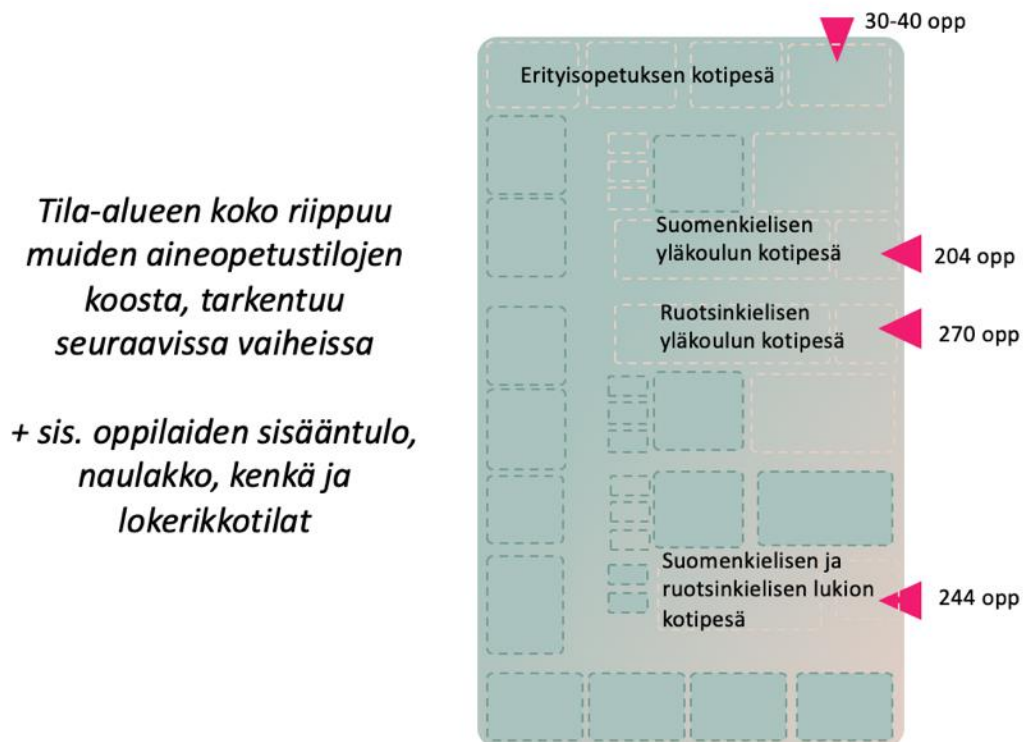 30-40 opp
Erityisopetuksen kotipesä
Tila-alueen koko riippuu
muiden aineopetustilojen
koosta, tarkentuu
seuraavissa vaiheissa
+ sis. oppilaiden sisääntulo,
naulakko, kenkä ja
lokerikkotilat
Suomenkielisen
yläkoulun kotipesä
204 opp
Ruotsinkielisen
yläkoulun kotipesä
270 opp
Suomenkielisen ja
ruotsinkielisen lukion
kotipesä
244 opp